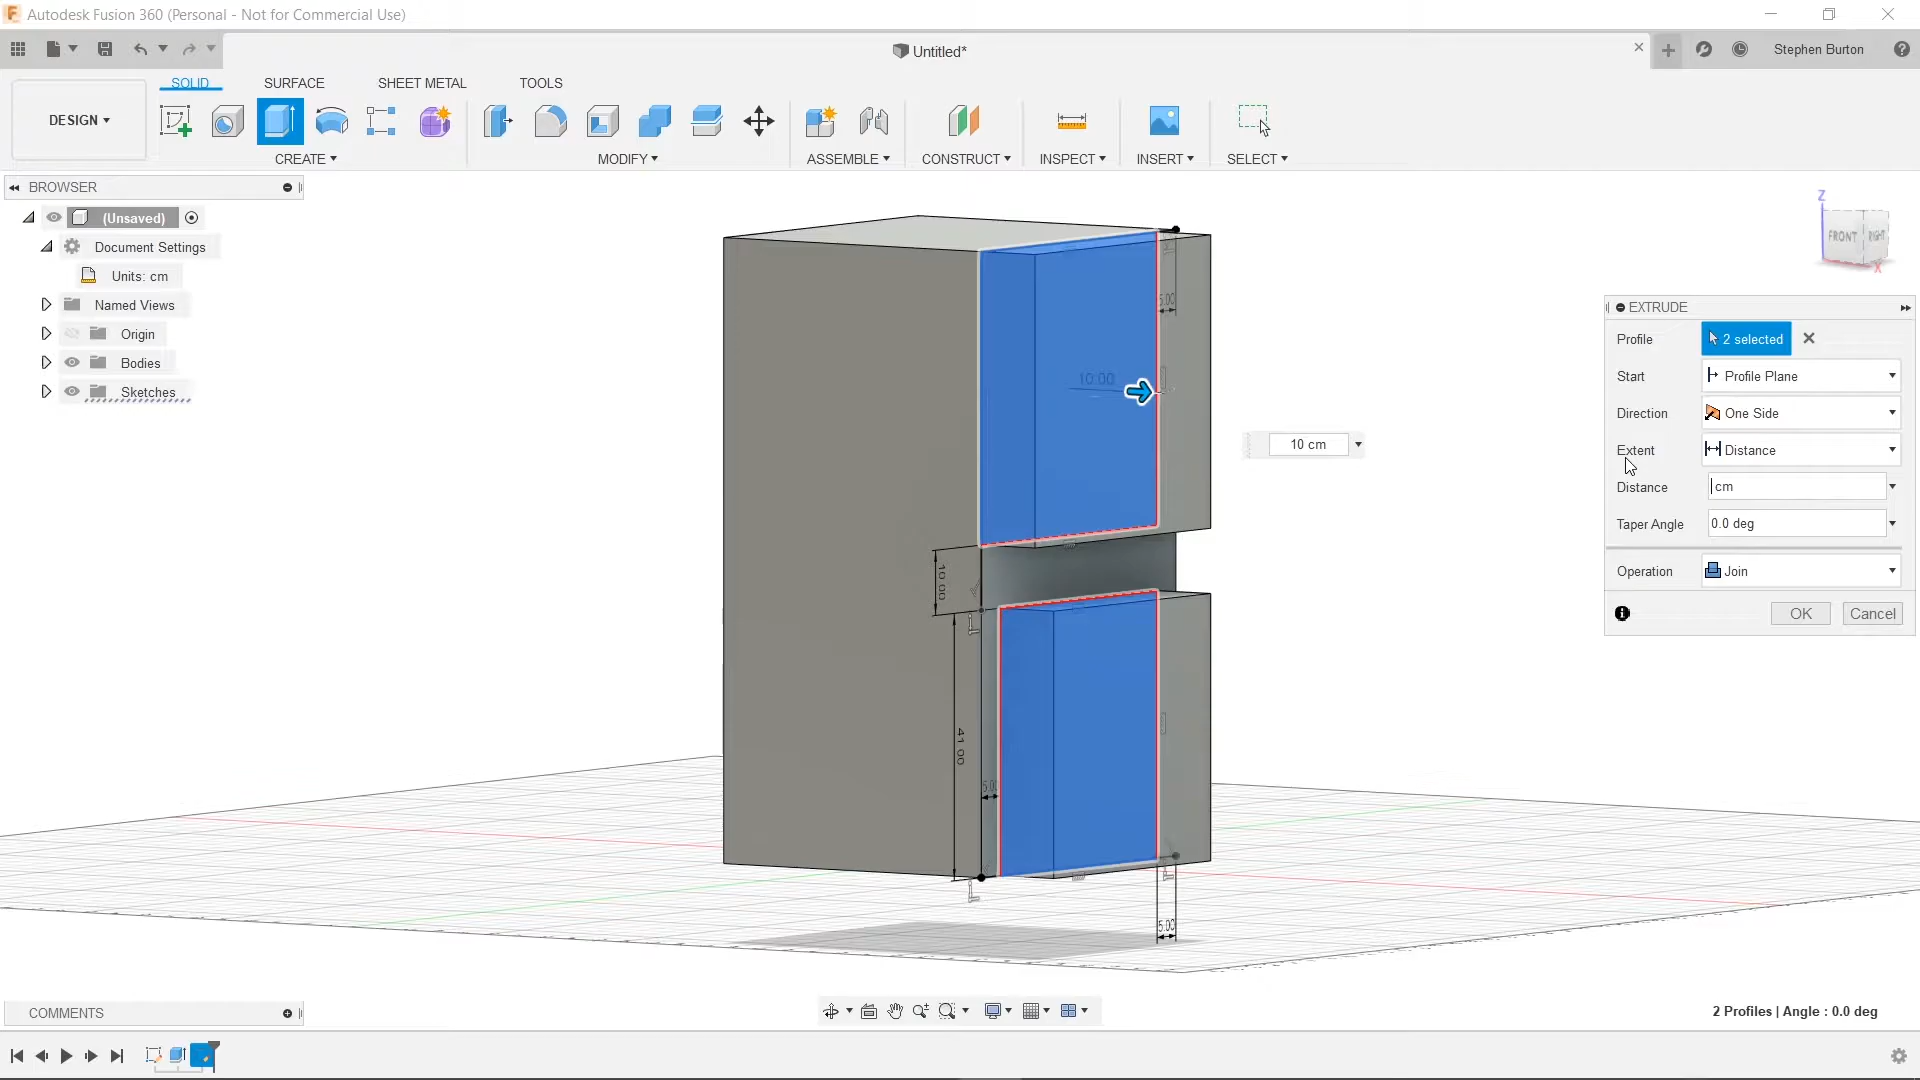 Autodesk Fusion 360 (Personal - Not for Commercial Use)
Untitled*
Stephen Burton
SOLID SURFACE SHEET METAL TOOLS
DESIGN
CREATE MODIFY ASSEMBLE CONSTRUCT INSPECT INSERT SELECT
BROWSER
(Unsaved)
Document Settings
Units: cm
Named Views
Origin
Bodies
Sketches
Z
FRONT RIGHT
X
EXTRUDE
Profile 2 selected
Start Profile Plane
Direction One Side
Extent Distance
Distance cm
Taper Angle 0.0 deg
Operation Join
OK Cancel
5.00
10.00
10 cm
10.00
41.00
5.00
5.00
COMMENTS
2 Profiles | Angle : 0.0 deg